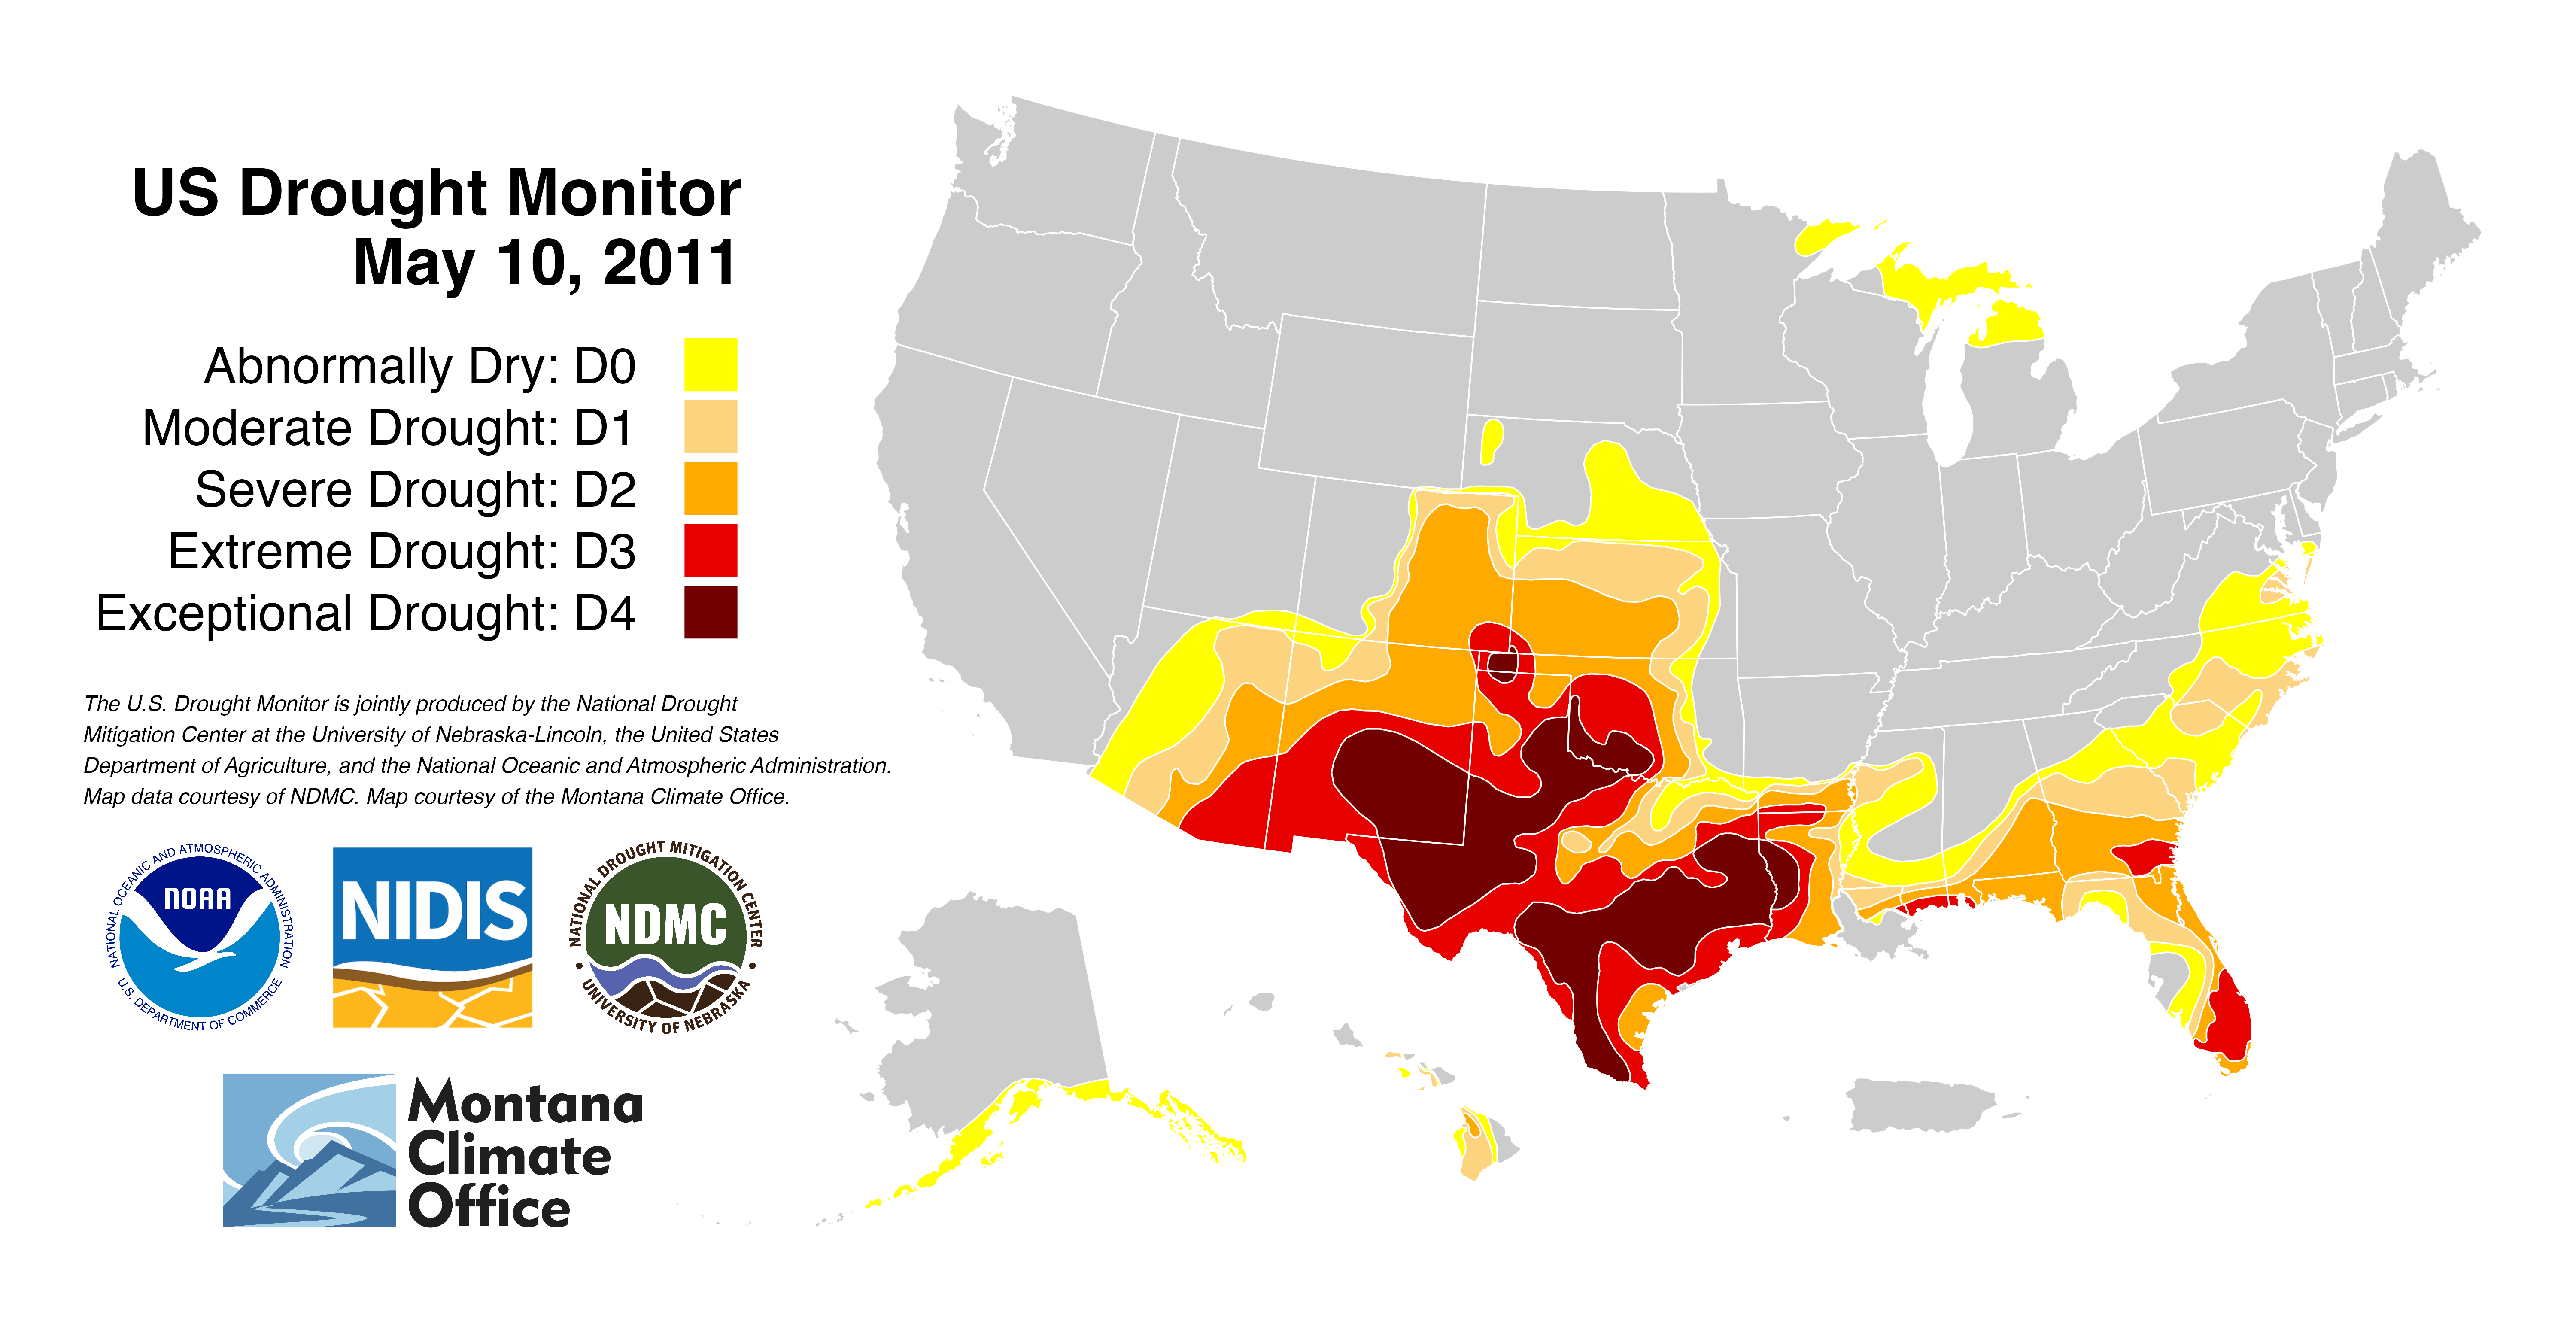 US Drought Monitor
May 10, 2011
Abnormally Dry: D0
Moderate Drought: D1
Severe Drought: D2
Extreme Drought: D3
Exceptional Drought: D4
The U.S. Drought Monitor is jointly produced by the National Drought
Mitigation Center at the University of Nebraska-Lincoln, the United States
Department of Agriculture, and the National Oceanic and Atmospheric Administration.
Map data courtesy of NDMC. Map courtesy of the Montana Climate Office.
NATIONAL OCEANIC AND ATMOSPHERIC ADMINISTRATION
NOAA
U.S. DEPARTMENT OF COMMERCE
NIDIS
NATIONAL DROUGHT MITIGATION CENTER
NDMC
UNIVERSITY OF NEBRASKA
Montana
Climate
Office